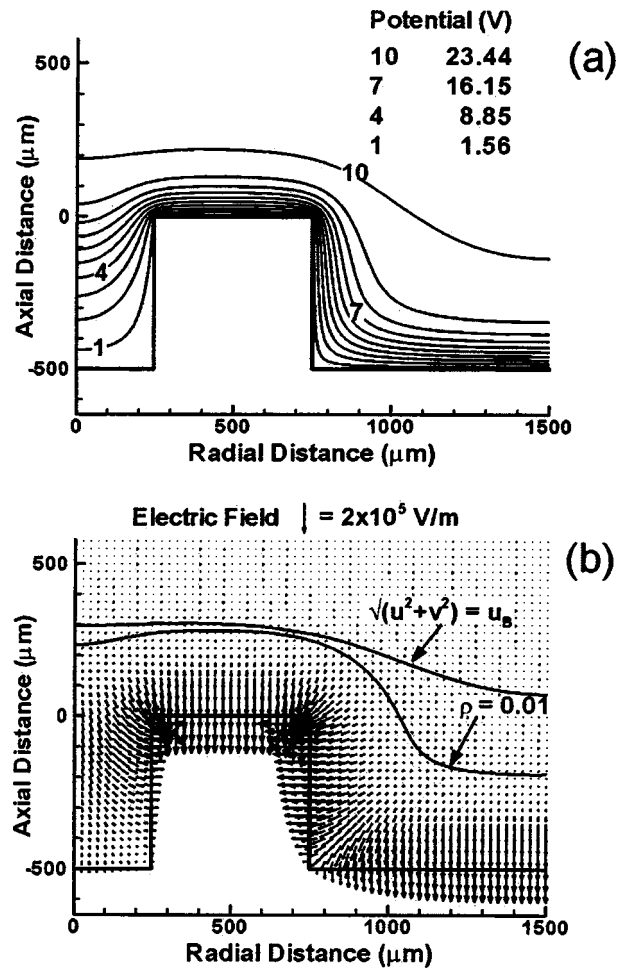 Potential (V)
10 23.44
7 16.15
4 8.85
1 1.56
(a)
500
0
-500
Axial Distance (μm)
10
7
4
1
0 500 1000 1500
Radial Distance (μm)
Electric Field = 2x10⁵ V/m
(b)
500
0
-500
Axial Distance (μm)
√(u²+v²) = u_B
ρ = 0.01
0 500 1000 1500
Radial Distance (μm)